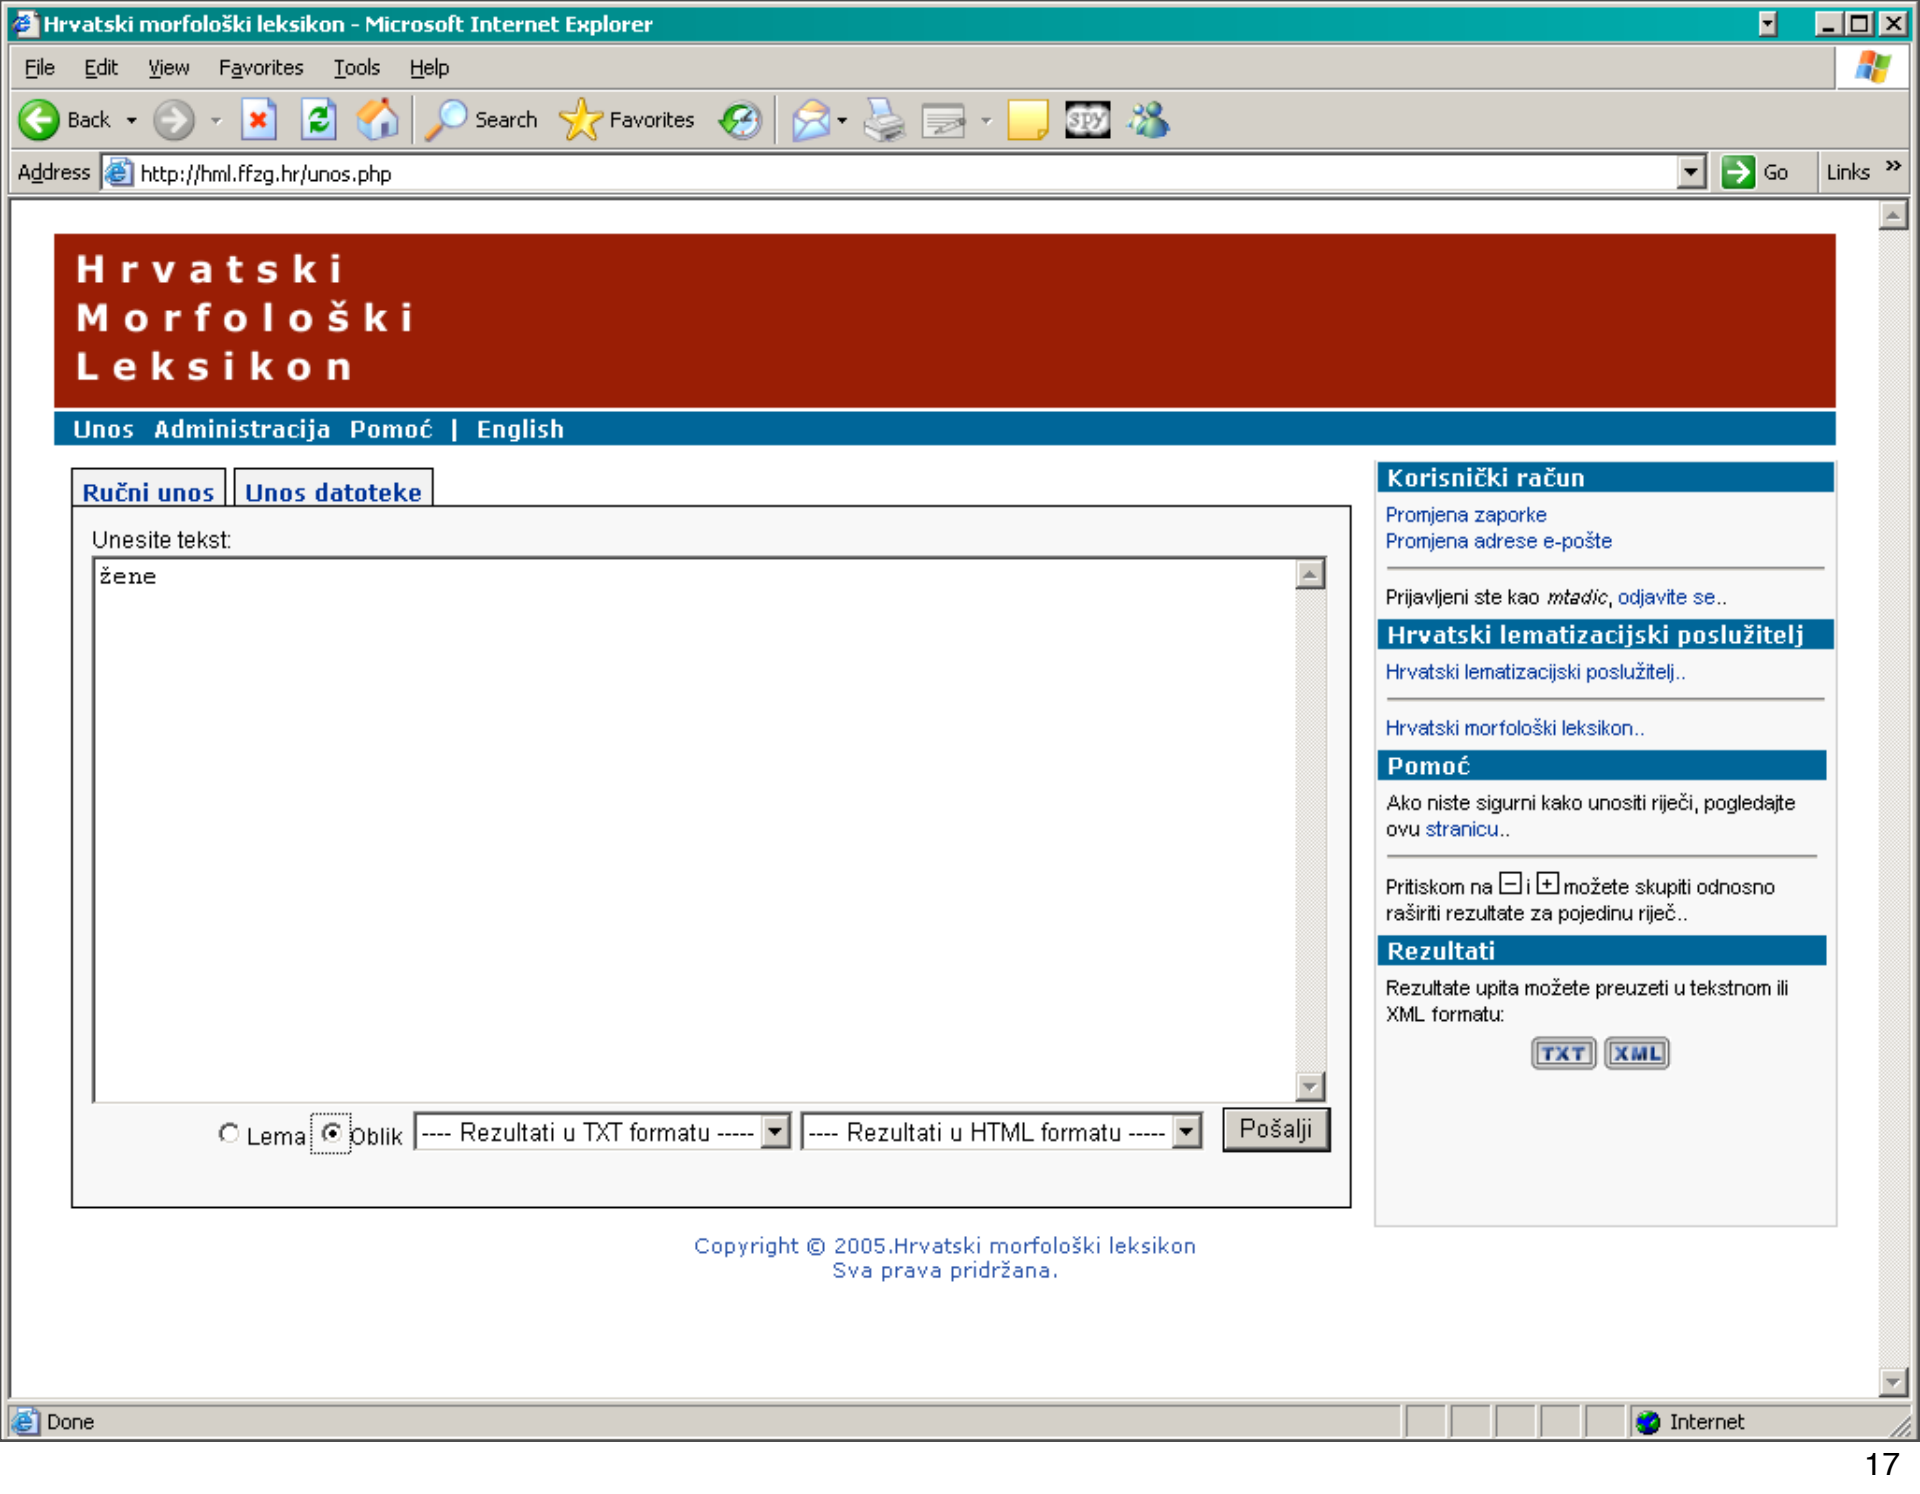 Hrvatski morfološki leksikon - Microsoft Internet Explorer
File Edit View Favorites Tools Help
Back Search Favorites SPY
Address http://hml.ffzg.hr/unos.php Go Links »
Hrvatski
Morfološki
Leksikon
Unos Administracija Pomoć | English
Ručni unos Unos datoteke
Unesite tekst:
žene
Lema Oblik ---- Rezultati u TXT formatu ----- ---- Rezultati u HTML formatu ----- Pošalji
Korisnički račun
Promjena zaporke
Promjena adrese e-pošte
Prijavljeni ste kao mtadic, odjavite se..
Hrvatski lematizacijski poslužitelj
Hrvatski lematizacijski poslužitelj..
Hrvatski morfološki leksikon..
Pomoć
Ako niste sigurni kako unositi riječi, pogledajte
ovu stranicu..
Pritiskom na - i + možete skupiti odnosno
raširiti rezultate za pojedinu riječ..
Rezultati
Rezultate upita možete preuzeti u tekstnom ili
XML formatu:
TXT XML
Copyright © 2005.Hrvatski morfološki leksikon
Sva prava pridržana.
Done Internet
17